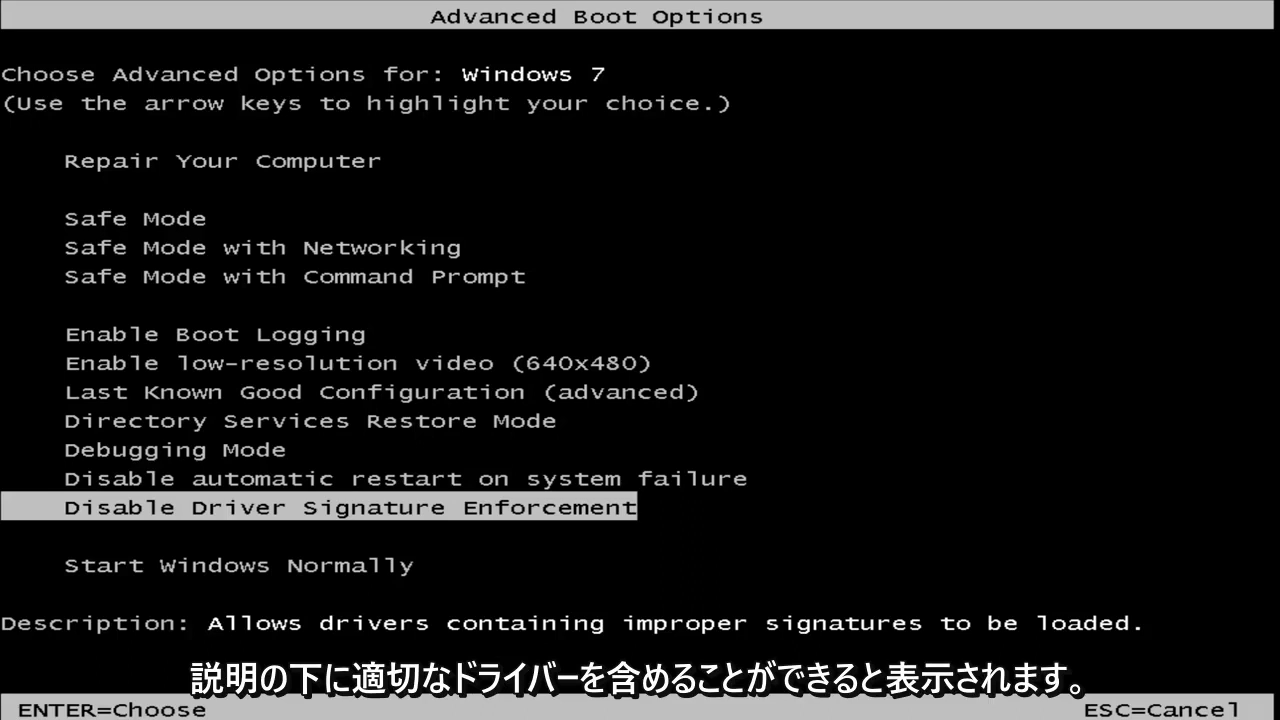 Advanced Boot Options
Choose Advanced Options for: Windows 7
(Use the arrow keys to highlight your choice.)
Repair Your Computer
Safe Mode
Safe Mode with Networking
Safe Mode with Command Prompt
Enable Boot Logging
Enable low-resolution video (640x480)
Last Known Good Configuration (advanced)
Directory Services Restore Mode
Debugging Mode
Disable automatic restart on system failure
Disable Driver Signature Enforcement
Start Windows Normally
Description: Allows drivers containing improper signatures to be loaded.
説明の下に適切なドライバーを含めることができると表示されます。
ENTER=Choose ESC=Cancel